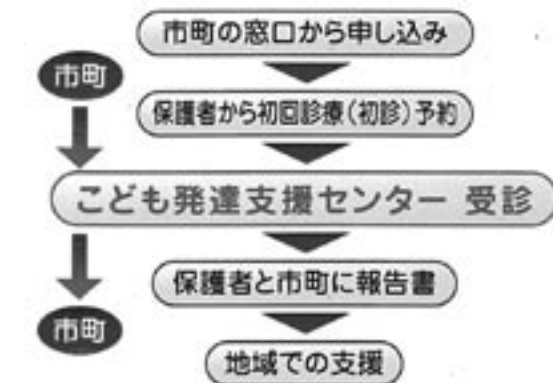 市町の窓口から申し込み
市町
保護者から初回診療(初診)予約
こども発達支援センター 受診
保護者と市町に報告書
市町
地域での支援